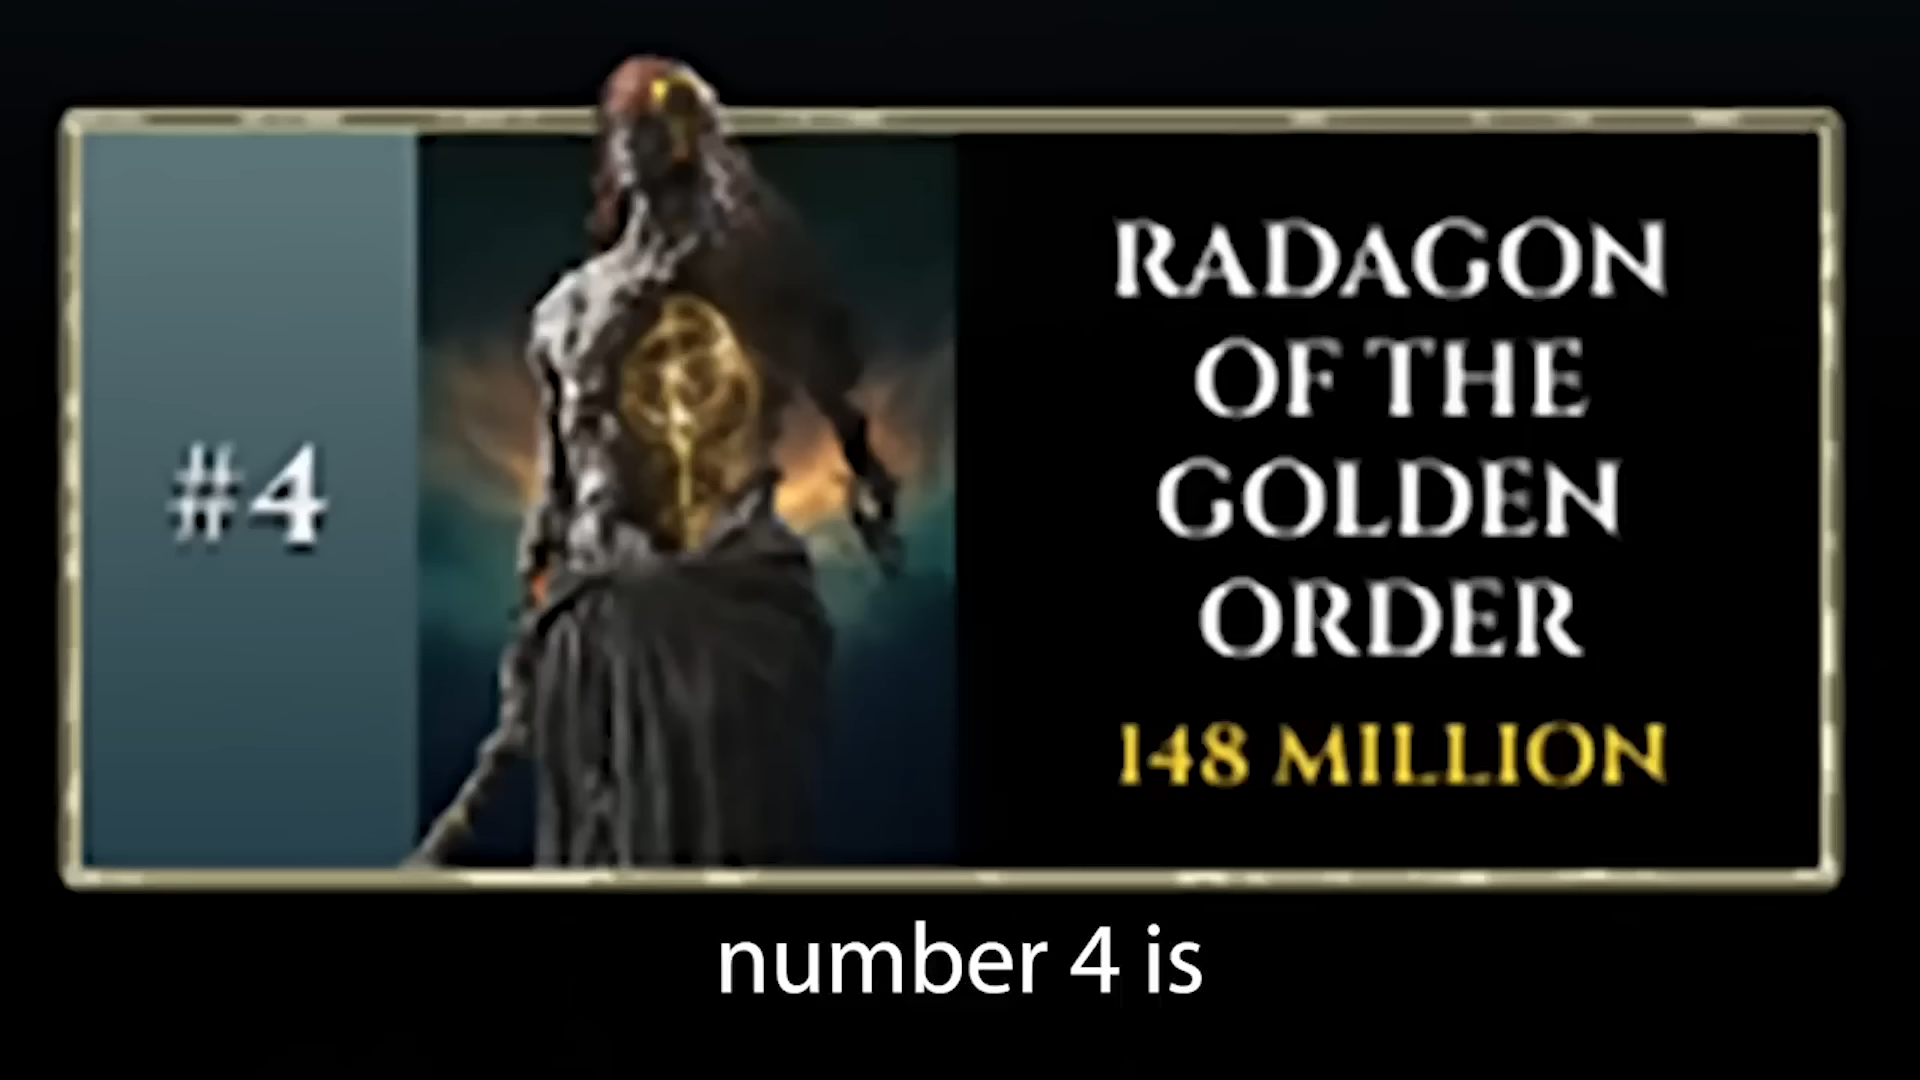 #4
RADAGON
OF THE
GOLDEN
ORDER
148 MILLION
number 4 is